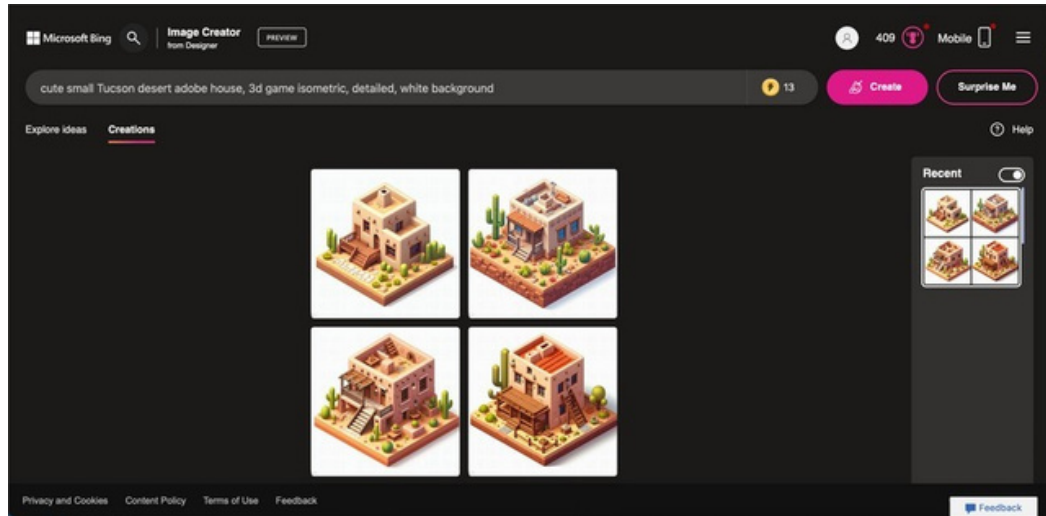 Microsoft Bing
Image Creator
from Designer
PREVIEW
409
Mobile
cute small Tucson desert adobe house, 3d game isometric, detailed, white background
13
Create
Surprise Me
Explore ideas
Creations
Help
Recent
Privacy and Cookies
Content Policy
Terms of Use
Feedback
Feedback